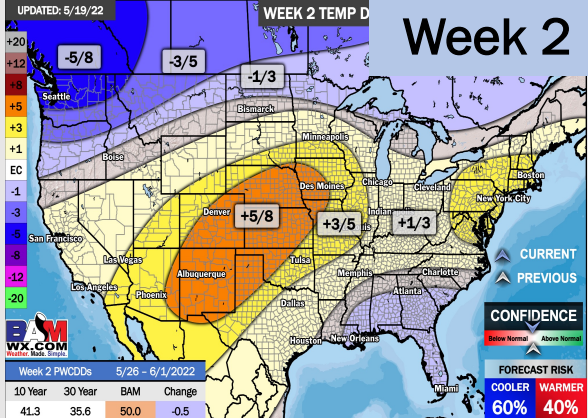 UPDATED: 5/19/22
WEEK 2 TEMP D
Week 2
+20
+12
+8
+5
+3
+1
EC
-1
-3
-5
-8
-12
-20
-5/8
-3/5
-1/3
+5/8
+3/5
+1/3
Seattle
Bismarck
Minneapolis
Boise
Boston
Chicago
Cleveland
Des Moines
New York City
Denver
Indian
is
San Francisco
Las Vegas
Tulsa
Albuquerque
Memphis
Charlotte
Los Angeles
Phoenix
Atlanta
Dallas
Houston
New Orleans
Miami
CURRENT
PREVIOUS
CONFIDENCE
Below Normal
Above Normal
FORECAST RISK
COOLER
WARMER
60%
40%
BAM
WX.COM
Weather. Made. Simple.
Week 2 PWCDDs
5/26 – 6/1/2022
10 Year
30 Year
BAM
Change
41.3
35.6
50.0
-0.5